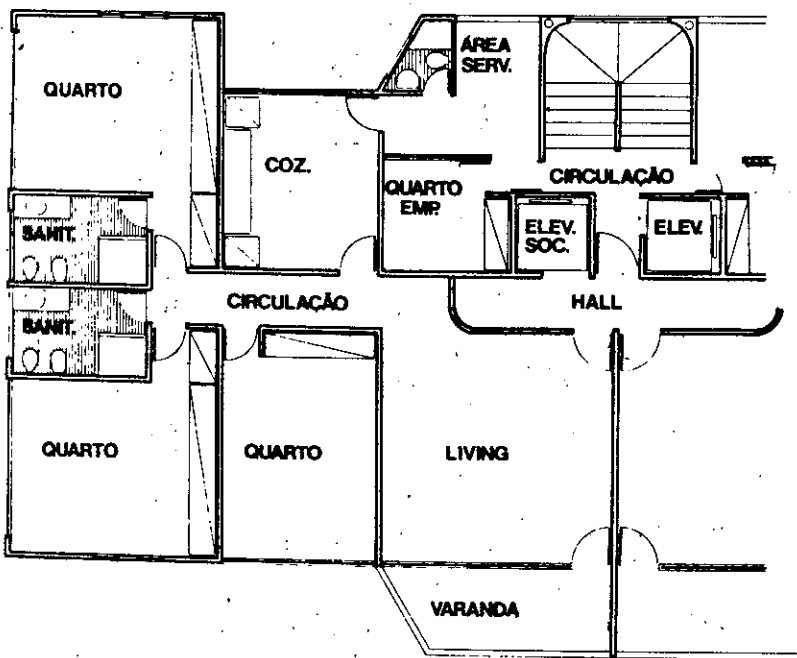 ÁREA
SERV.
QUARTO
COZ.
CIRCULAÇÃO
QUARTO
EMP.
ELEV.
SOC.
ELEV.
SANIT.
CIRCULAÇÃO
HALL
SANIT.
QUARTO
QUARTO
LIVING
VARANDA